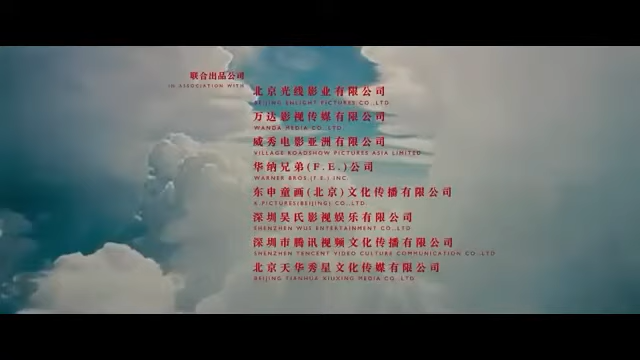 联合出品公司
IN ASSOCIATION WITH
北京光线影业有限公司
BEIJING ENLIGHT PICTURES CO.,LTD
万达影视传媒有限公司
WANDA MEDIA CO.,LTD.
威秀电影亚洲有限公司
VILLAGE ROADSHOW PICTURES ASIA LIMITED
华纳兄弟(F.E.)公司
WARNER BROS.(F.E.) INC.
东申童画(北京)文化传播有限公司
K PICTURES(BEIJING) CO.,LTD
深圳吴氏影视娱乐有限公司
SHENZHEN WUS ENTERTAINMENT CO.,LTD
深圳市腾讯视频文化传播有限公司
SHENZHEN TENCENT VIDEO CULTURE COMMUNICATION CO.,LTD
北京天华秀星文化传媒有限公司
BEIJING TIANHUA XIUXING MEDIA CO.,LTD